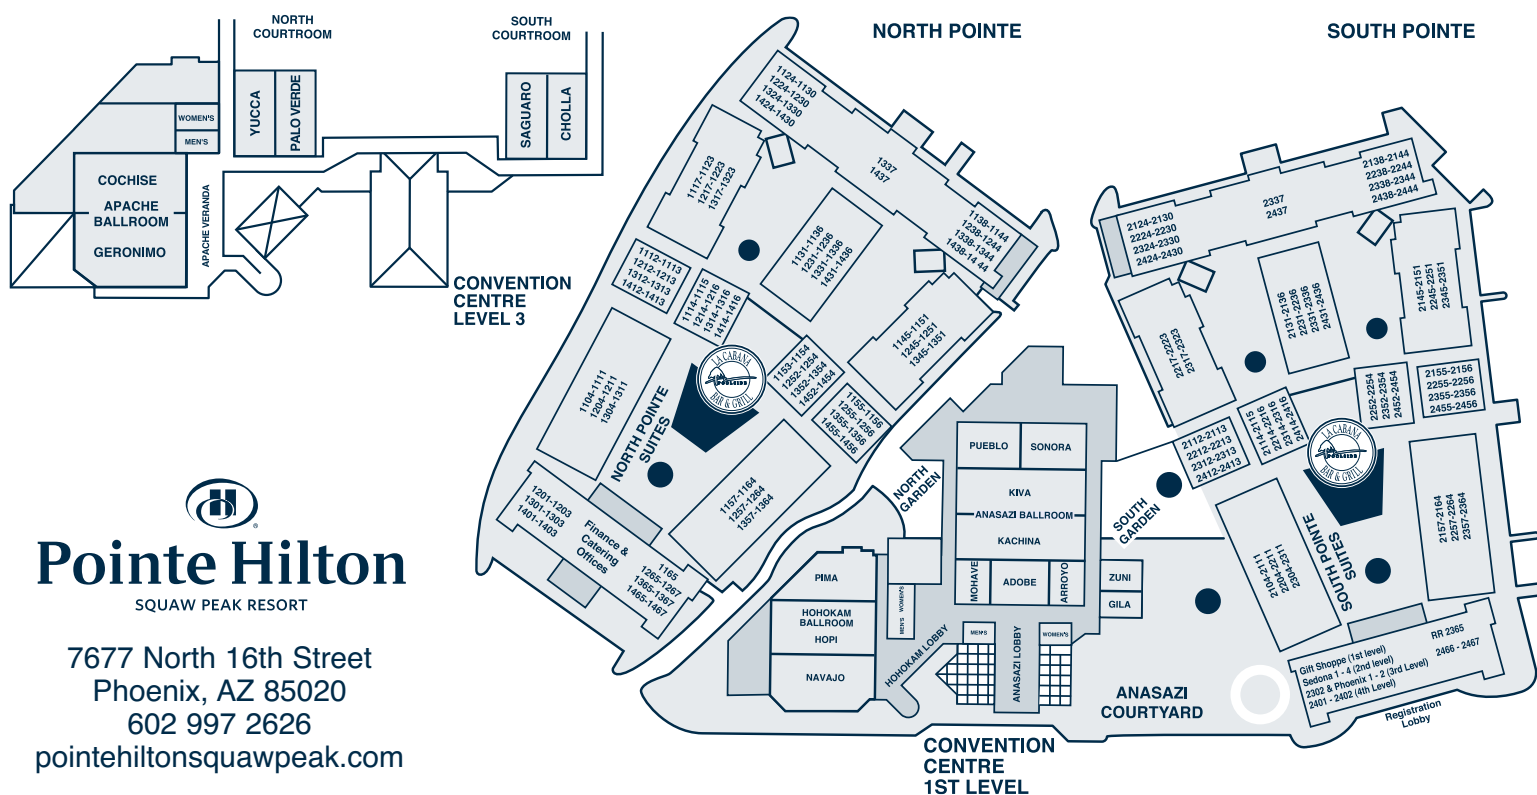 NORTH
COURTROOM
SOUTH
COURTROOM
WOMEN'S
MEN'S
YUCCA
PALO VERDE
SAGUARO
CHOLLA
COCHISE
APACHE
BALLROOM
GERONIMO
APACHE VERANDA
CONVENTION
CENTRE
LEVEL 3
NORTH POINTE
1124-1130
1224-1230
1324-1330
1424-1430
1337
1437
1117-1123
1217-1223
1317-1323
1138-1144
1238-1244
1338-1344
1438-14 44
1131-1136
1231-1236
1331-1336
1431-1436
1112-1113
1212-1213
1312-1313
1412-1413
1114-1115
1214-1216
1314-1316
1414-1416
1145-1151
1245-1251
1345-1351
1153-1154
1252-1254
1352-1354
1452-1454
LA CABANA
POOLSIDE
BAR & GRILL
1104-1111
1204-1211
1304-1311
NORTH POINTE
SUITES
1155-1156
1255-1256
1355-1356
1455-1456
1157-1164
1257-1264
1357-1364
1201-1203
1301-1303
1401-1403
Finance &
Catering
Offices
1165
1265-1267
1365-1367
1465-1467
SOUTH POINTE
2138-2144
2238-2244
2338-2344
2438-2444
2337
2437
2124-2130
2224-2230
2324-2330
2424-2430
2145-2151
2245-2251
2345-2351
2131-2136
2231-2236
2331-2336
2431-2436
2217-2223
2317-2323
2155-2156
2255-2256
2355-2356
2455-2456
2252-2254
2352-2354
2452-2454
2114-2115
2214-2216
2314-2316
2414-2416
2112-2113
2212-2213
2312-2313
2412-2413
LA CABANA
POOLSIDE
BAR & GRILL
2157-2164
2257-2264
2357-2364
2104-2111
2204-2211
2304-2311
SOUTH POINTE
SUITES
RR 2365
2466 - 2467
Gift Shoppe (1st level)
Sedona 1 - 4 (2nd level)
2302 & Phoenix 1 - 2 (3rd Level)
2401 - 2402 (4th Level)
Registration
Lobby
NORTH
GARDEN
SOUTH
GARDEN
PUEBLO
SONORA
KIVA
ANASAZI BALLROOM
KACHINA
MOHAVE
ADOBE
ARROYO
ZUNI
GILA
PIMA
HOHOKAM
BALLROOM
HOPI
NAVAJO
MEN'S
WOMEN'S
HOHOKAM LOBBY
MEN'S
ANASAZI LOBBY
WOMEN'S
ANASAZI
COURTYARD
CONVENTION
CENTRE
1ST LEVEL
H
®
Pointe Hilton
SQUAW PEAK RESORT
7677 North 16th Street
Phoenix, AZ 85020
602 997 2626
pointehiltonsquawpeak.com